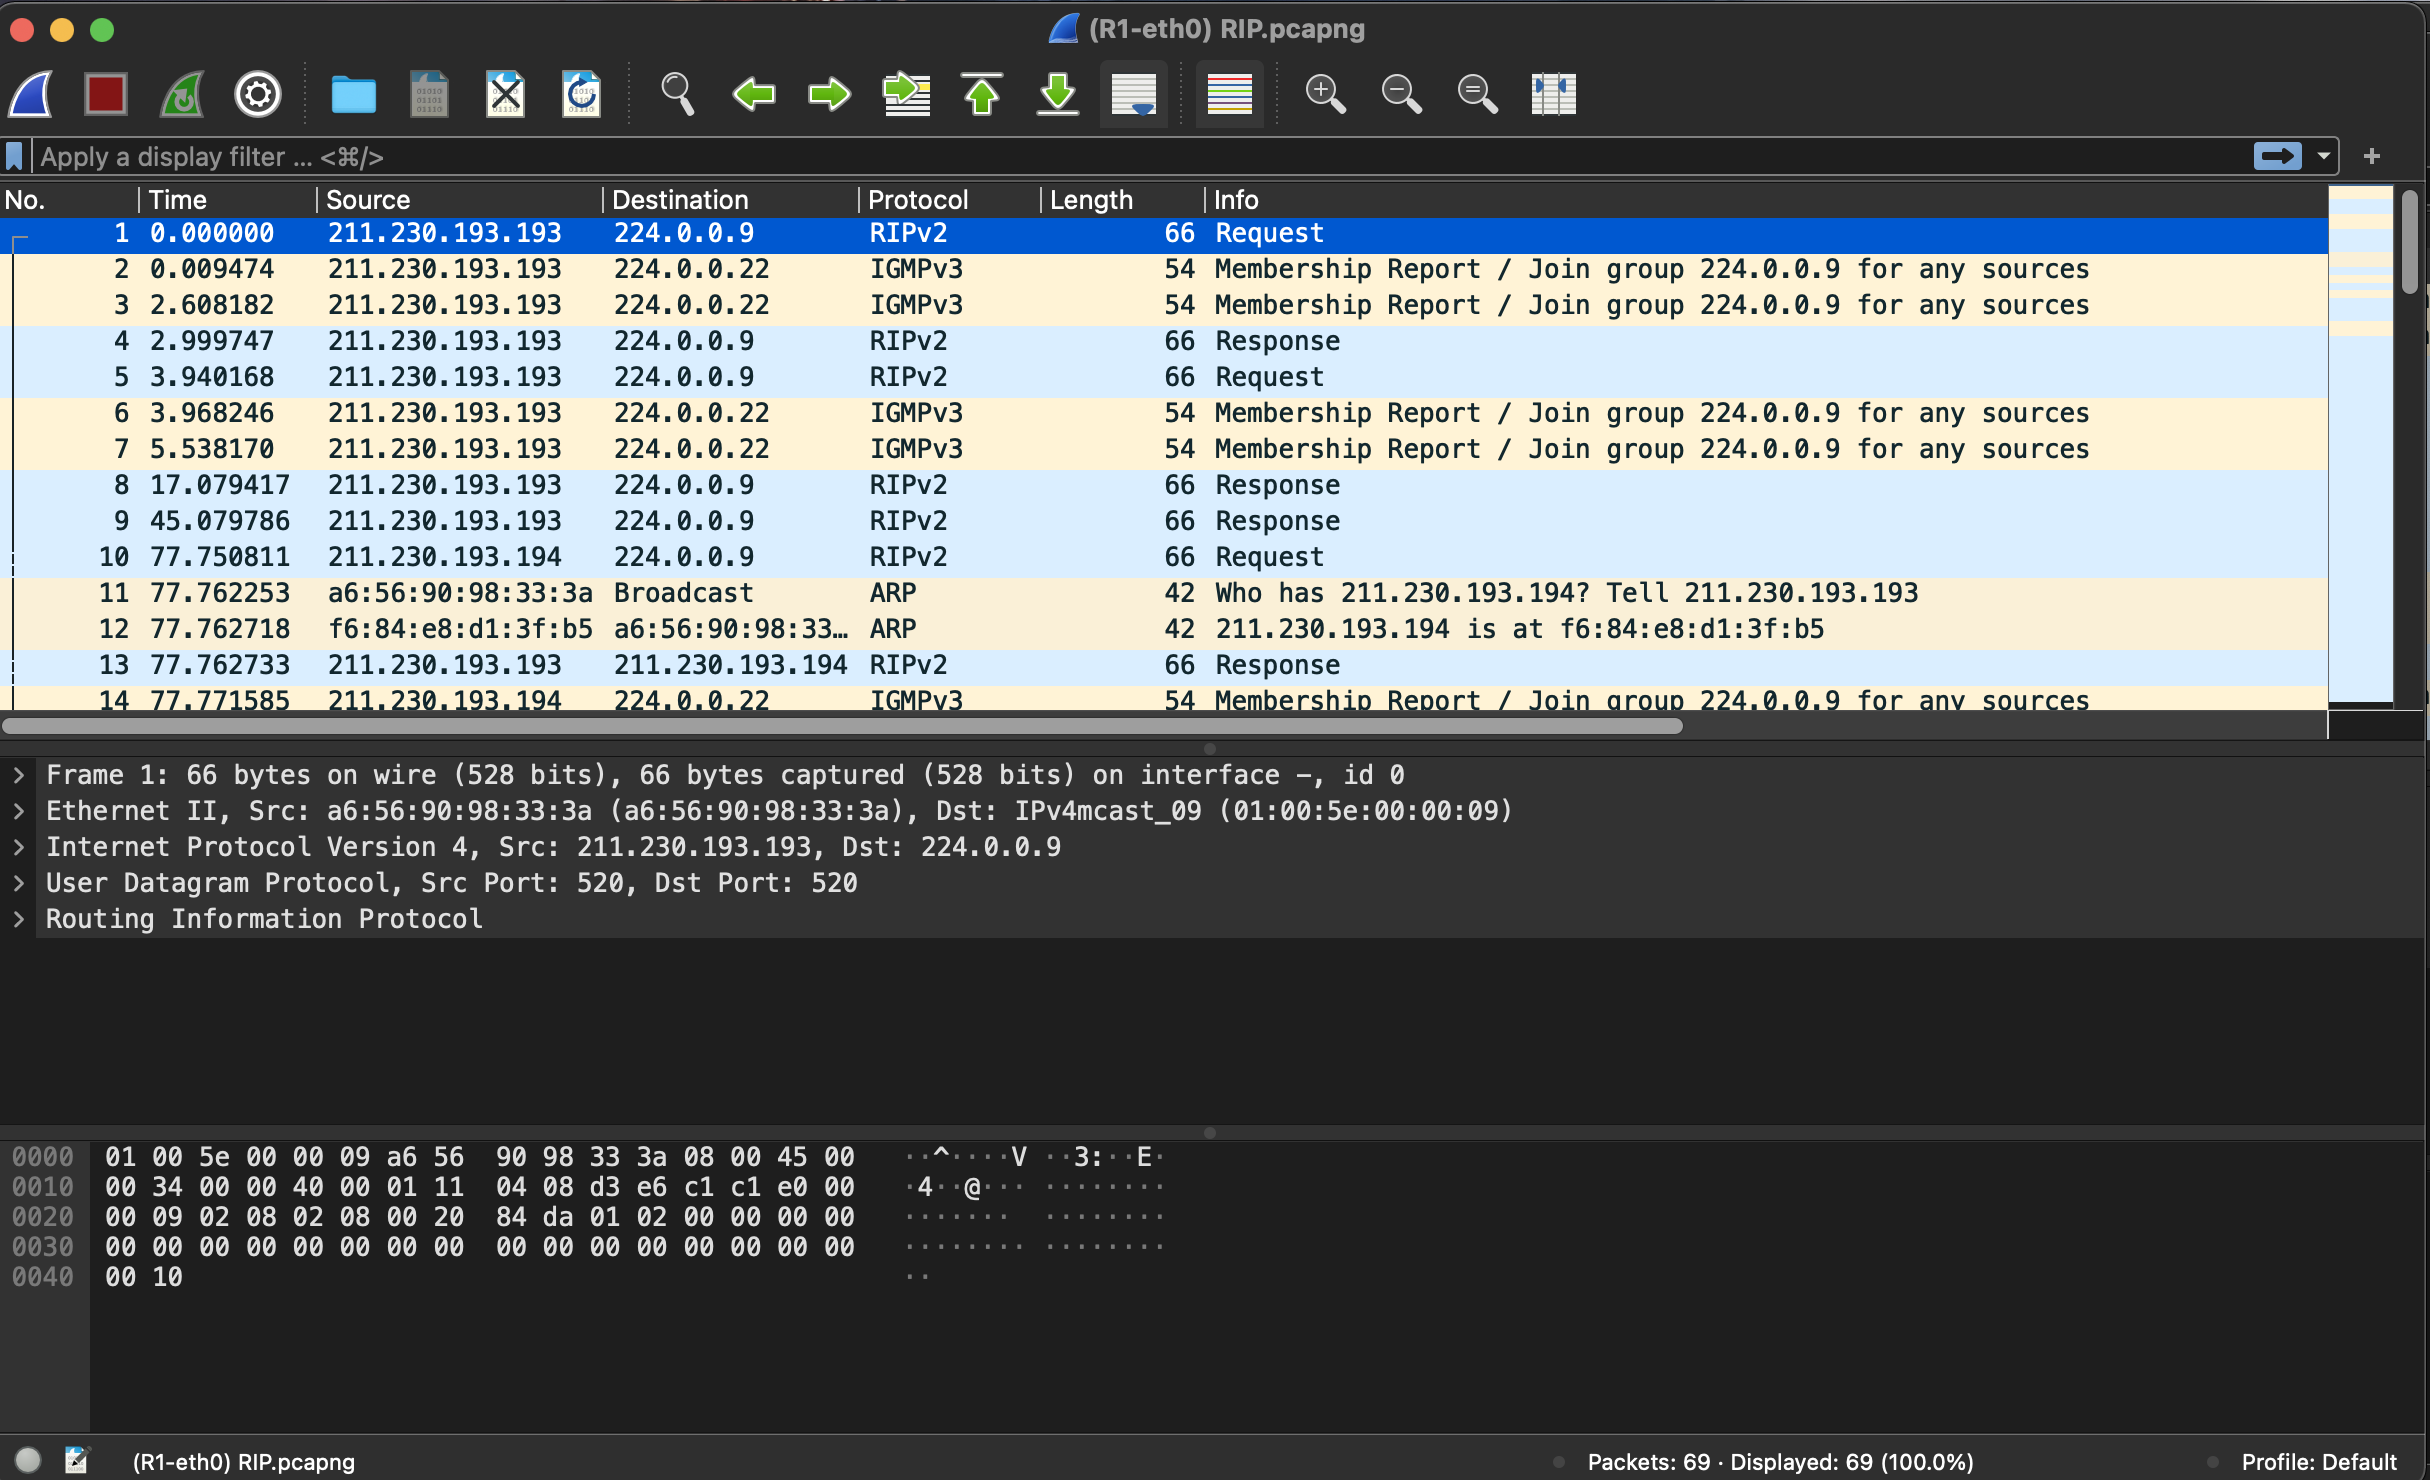 (R1-eth0) RIP.pcapng
Apply a display filter ... <⌘/>
No. Time Source Destination Protocol Length Info
1 0.000000 211.230.193.193 224.0.0.9 RIPv2 66 Request
2 0.009474 211.230.193.193 224.0.0.22 IGMPv3 54 Membership Report / Join group 224.0.0.9 for any sources
3 2.608182 211.230.193.193 224.0.0.22 IGMPv3 54 Membership Report / Join group 224.0.0.9 for any sources
4 2.999747 211.230.193.193 224.0.0.9 RIPv2 66 Response
5 3.940168 211.230.193.193 224.0.0.9 RIPv2 66 Request
6 3.968246 211.230.193.193 224.0.0.22 IGMPv3 54 Membership Report / Join group 224.0.0.9 for any sources
7 5.538170 211.230.193.193 224.0.0.22 IGMPv3 54 Membership Report / Join group 224.0.0.9 for any sources
8 17.079417 211.230.193.193 224.0.0.9 RIPv2 66 Response
9 45.079786 211.230.193.193 224.0.0.9 RIPv2 66 Response
10 77.750811 211.230.193.194 224.0.0.9 RIPv2 66 Request
11 77.762253 a6:56:90:98:33:3a Broadcast ARP 42 Who has 211.230.193.194? Tell 211.230.193.193
12 77.762718 f6:84:e8:d1:3f:b5 a6:56:90:98:33… ARP 42 211.230.193.194 is at f6:84:e8:d1:3f:b5
13 77.762733 211.230.193.193 211.230.193.194 RIPv2 66 Response
14 77.771585 211.230.193.194 224.0.0.22 IGMPv3 54 Membership Report / Join group 224.0.0.9 for any sources
> Frame 1: 66 bytes on wire (528 bits), 66 bytes captured (528 bits) on interface -, id 0
> Ethernet II, Src: a6:56:90:98:33:3a (a6:56:90:98:33:3a), Dst: IPv4mcast_09 (01:00:5e:00:00:09)
> Internet Protocol Version 4, Src: 211.230.193.193, Dst: 224.0.0.9
> User Datagram Protocol, Src Port: 520, Dst Port: 520
> Routing Information Protocol
0000 01 00 5e 00 00 09 a6 56 90 98 33 3a 08 00 45 00 ··^····V ··3:··E·
0010 00 34 00 00 40 00 01 11 04 08 d3 e6 c1 c1 e0 00 ·4··@··· ········
0020 00 09 02 08 02 08 00 20 84 da 01 02 00 00 00 00 ······· ········
0030 00 00 00 00 00 00 00 00 00 00 00 00 00 00 00 00 ········ ········
0040 00 10 ··
(R1-eth0) RIP.pcapng Packets: 69 · Displayed: 69 (100.0%) Profile: Default